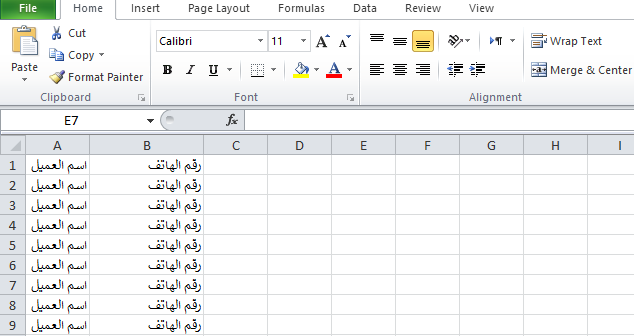 File Home Insert Page Layout Formulas Data Review View
Cut
Copy
Format Painter
Paste
Clipboard
Calibri 11
B I U
Font
Wrap Text
Merge & Center
Alignment
E7 fx
A B C D E F G H I
1 اسم العميل رقم الهاتف
2 اسم العميل رقم الهاتف
3 اسم العميل رقم الهاتف
4 اسم العميل رقم الهاتف
5 اسم العميل رقم الهاتف
6 اسم العميل رقم الهاتف
7 اسم العميل رقم الهاتف
8 اسم العميل رقم الهاتف
9 اسم العميل رقم الهاتف